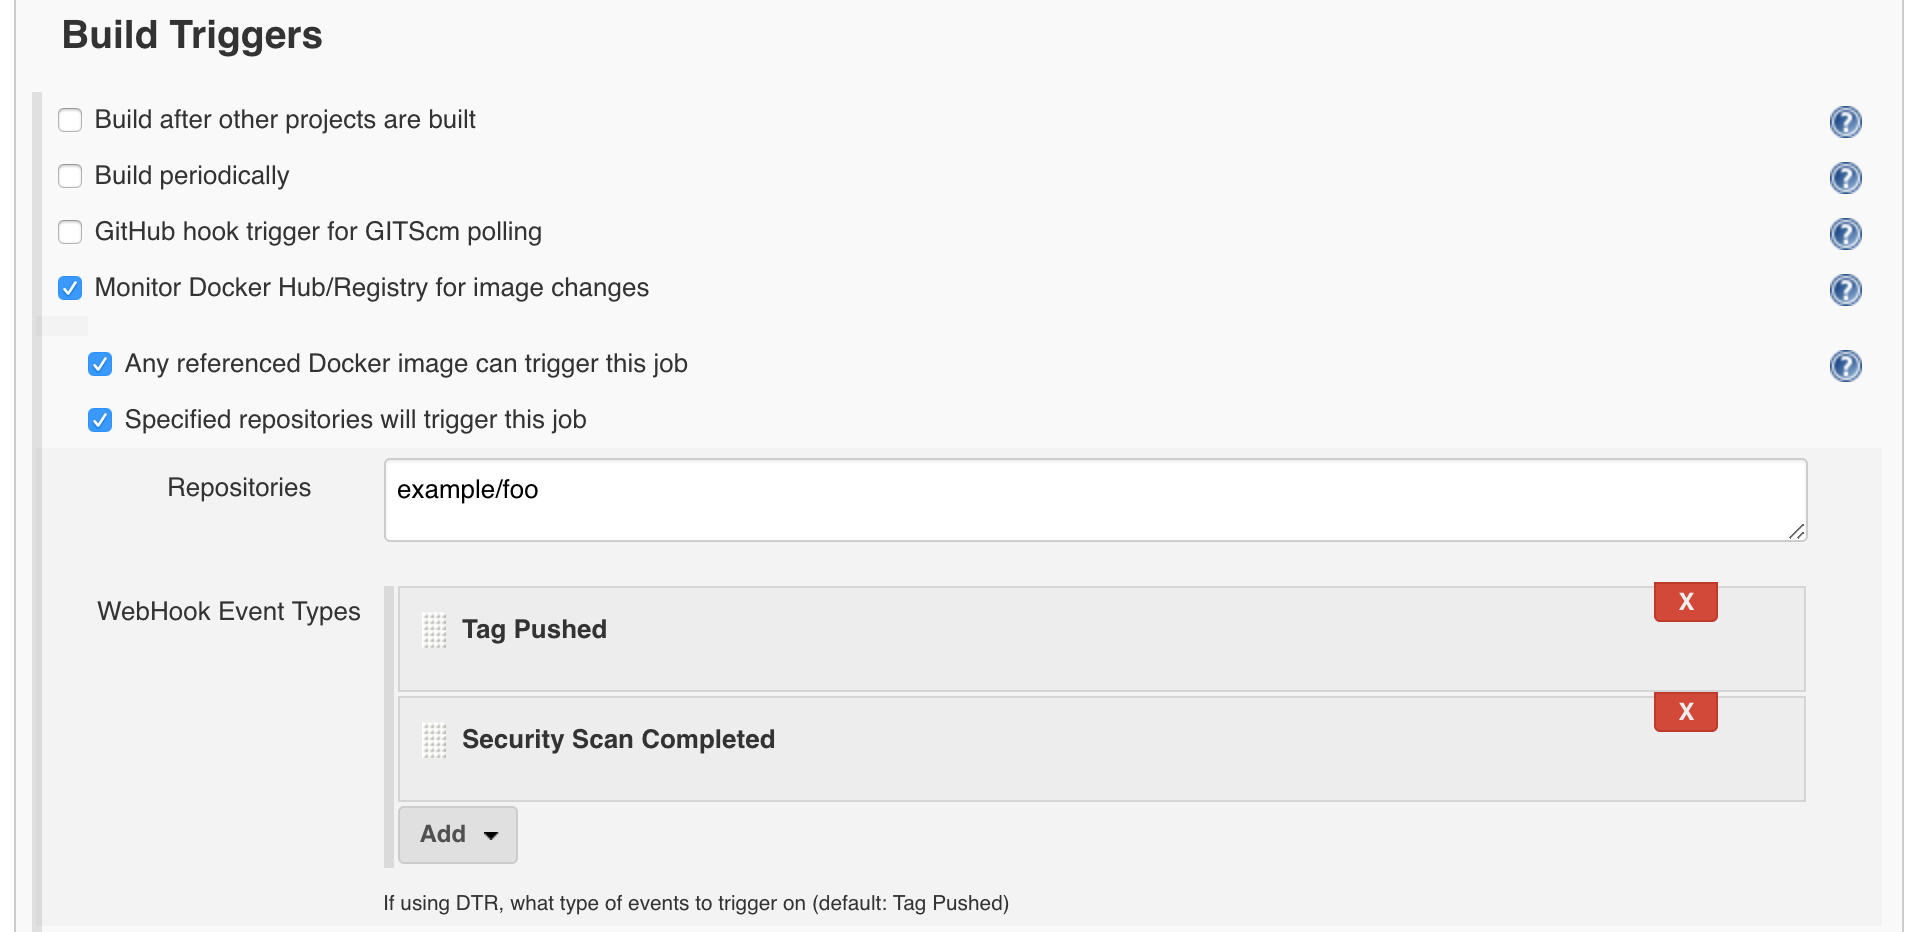 Build Triggers
Build after other projects are built
?
Build periodically
?
GitHub hook trigger for GITScm polling
?
Monitor Docker Hub/Registry for image changes
?
Any referenced Docker image can trigger this job
?
Specified repositories will trigger this job
Repositories
example/foo
WebHook Event Types
Tag Pushed
X
Security Scan Completed
X
Add
If using DTR, what type of events to trigger on (default: Tag Pushed)